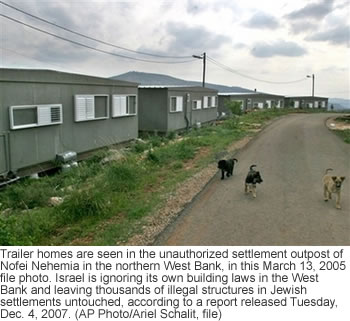 Trailer homes are seen in the unauthorized settlement outpost of
Nofei Nehemia in the northern West Bank, in this March 13, 2005
file photo. Israel is ignoring its own building laws in the West
Bank and leaving thousands of illegal structures in Jewish
settlements untouched, according to a report released Tuesday,
Dec. 4, 2007. (AP Photo/Ariel Schalit, file)